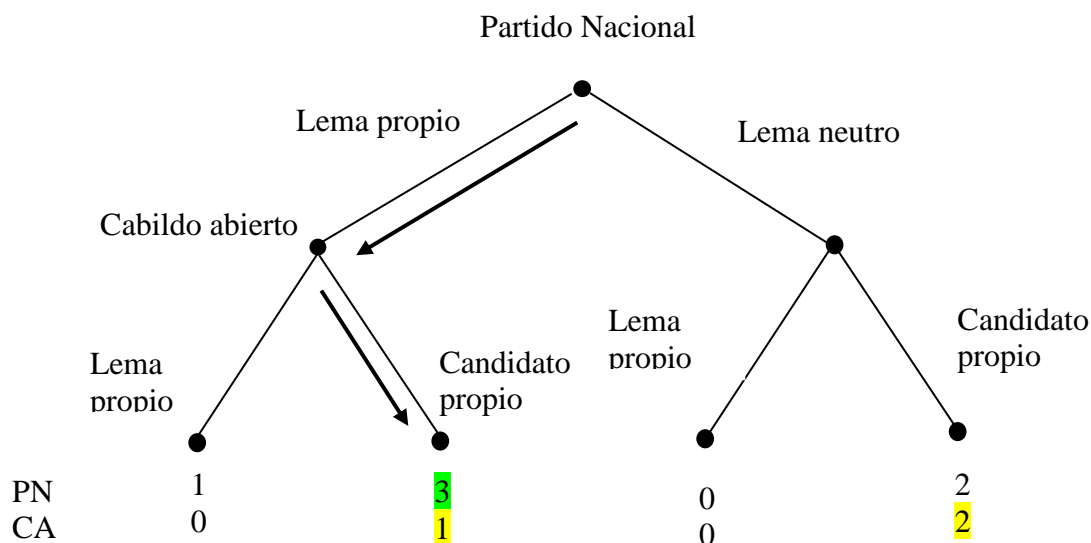 Partido Nacional
Lema propio
Lema neutro
Cabildo abierto
Lema
propio
Candidato
propio
Lema
propio
Candidato
propio
PN 1 3 0 2
CA 0 1 0 2